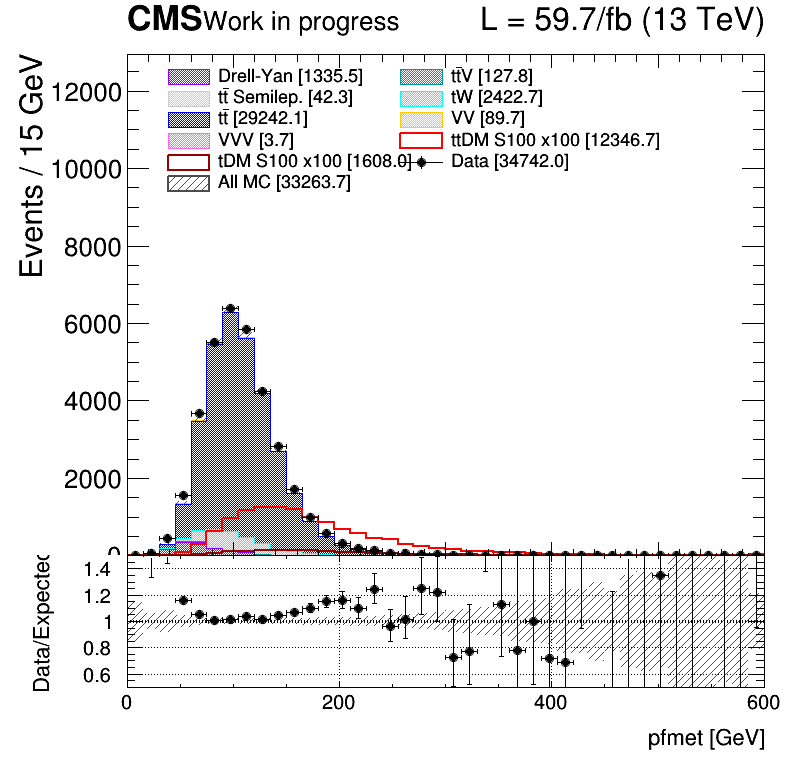 CMS Work in progress L = 59.7/fb (13 TeV)
Events / 15 GeV
12000
10000
8000
6000
4000
2000
0
Drell-Yan [1335.5]
tt̄V [127.8]
tt̄ Semilep. [42.3]
tW [2422.7]
tt̄ [29242.1]
VV [89.7]
VVV [3.7]
ttDM S100 x100 [12346.7]
tDM S100 x100 [1608.0]
Data [34742.0]
All MC [33263.7]
Data/Expected
1.4
1.2
1
0.8
0.6
0 200 400 600
pfmet [GeV]